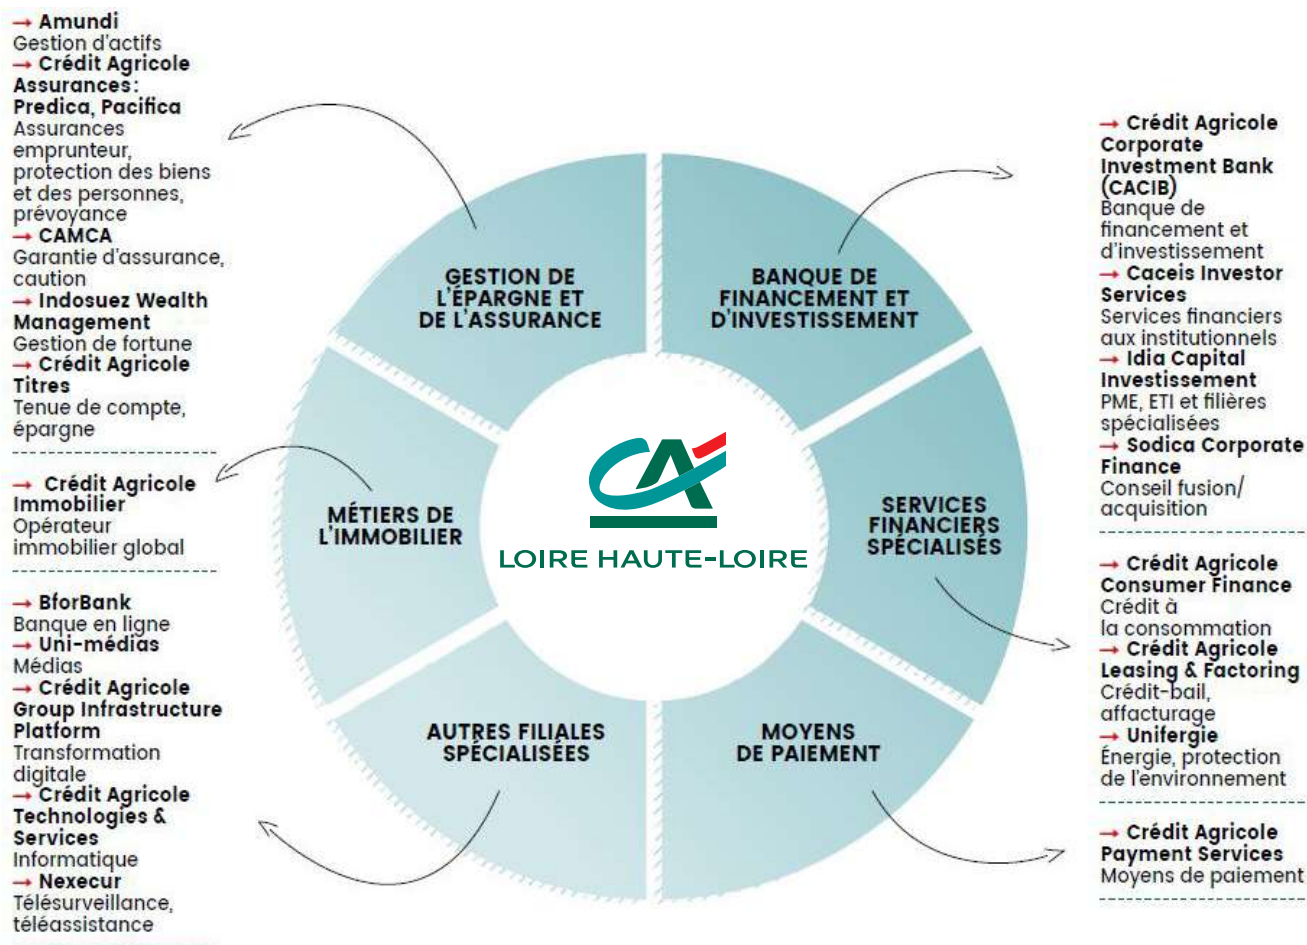 → Amundi
Gestion d'actifs
→ Crédit Agricole
Assurances :
Predica, Pacifica
Assurances
emprunteur,
protection des biens
et des personnes,
prévoyance
→ CAMCA
Garantie d'assurance,
caution
→ Indosuez Wealth
Management
Gestion de fortune
→ Crédit Agricole
Titres
Tenue de compte,
épargne
→ Crédit Agricole
Immobilier
Opérateur
immobilier global
→ BforBank
Banque en ligne
→ Uni-médias
Médias
→ Crédit Agricole
Group Infrastructure
Platform
Transformation
digitale
→ Crédit Agricole
Technologies &
Services
Informatique
→ Nexecur
Télésurveillance,
téléassistance
GESTION DE
L'ÉPARGNE ET
DE L'ASSURANCE
BANQUE DE
FINANCEMENT ET
D'INVESTISSEMENT
MÉTIERS DE
L'IMMOBILIER
CA
LOIRE HAUTE-LOIRE
SERVICES
FINANCIERS
SPÉCIALISÉS
AUTRES FILIALES
SPÉCIALISÉES
MOYENS
DE PAIEMENT
→ Crédit Agricole
Corporate
Investment Bank
(CACIB)
Banque de
financement et
d'investissement
→ Caceis Investor
Services
Services financiers
aux institutionnels
→ Idia Capital
Investissement
PME, ETI et filières
spécialisées
→ Sodica Corporate
Finance
Conseil fusion/
acquisition
→ Crédit Agricole
Consumer Finance
Crédit à
la consommation
→ Crédit Agricole
Leasing & Factoring
Crédit-bail,
affacturage
→ Unifergie
Énergie, protection
de l'environnement
→ Crédit Agricole
Payment Services
Moyens de paiement